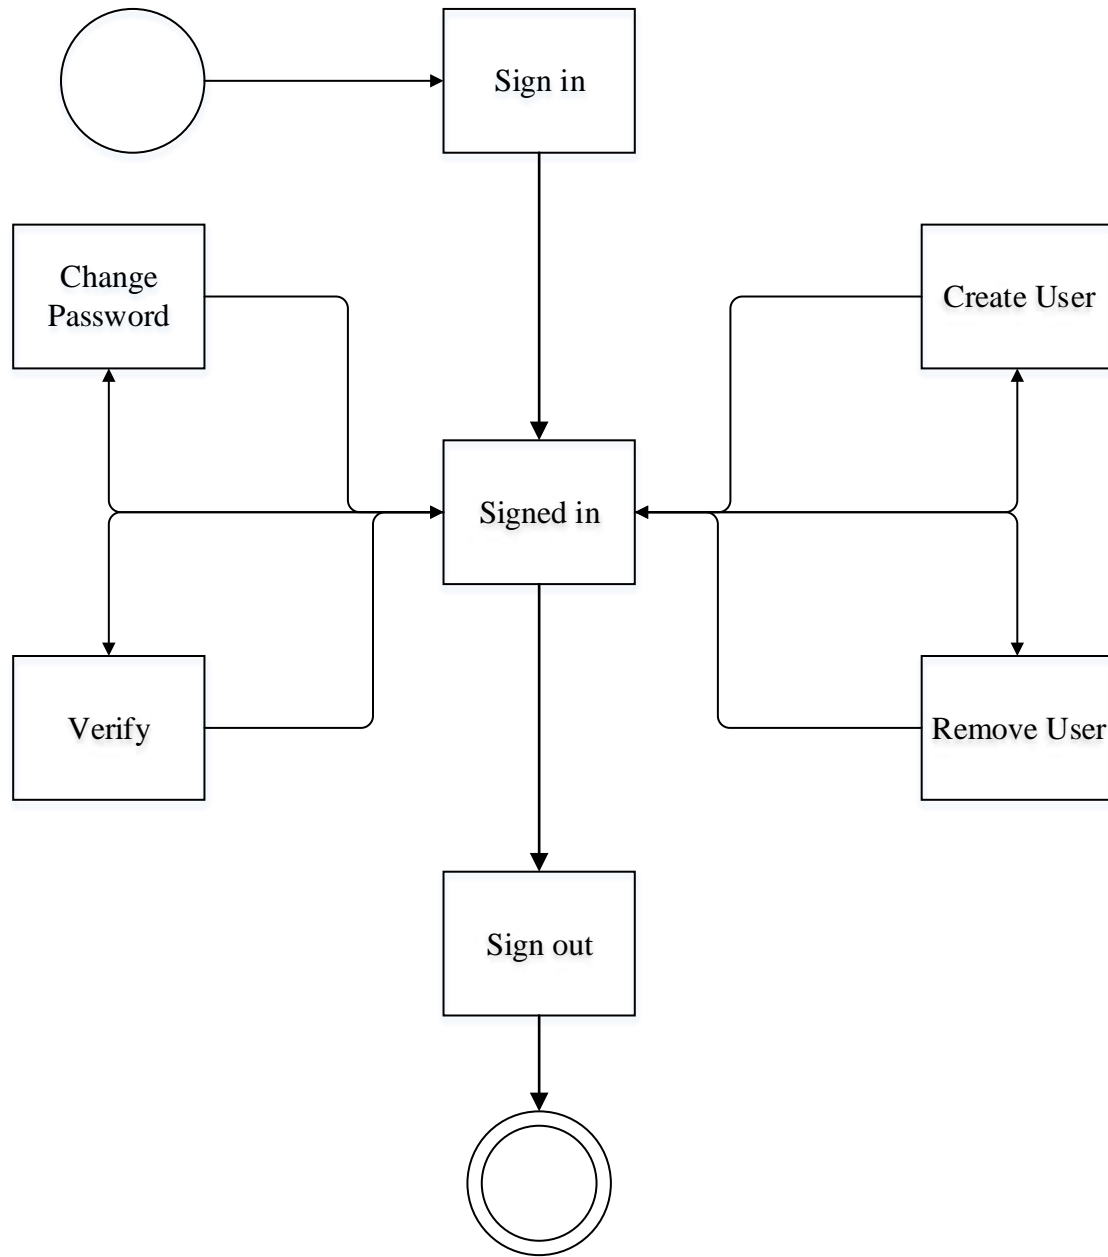 Sign in
Change
Password
Create User
Signed in
Verify
Remove User
Sign out